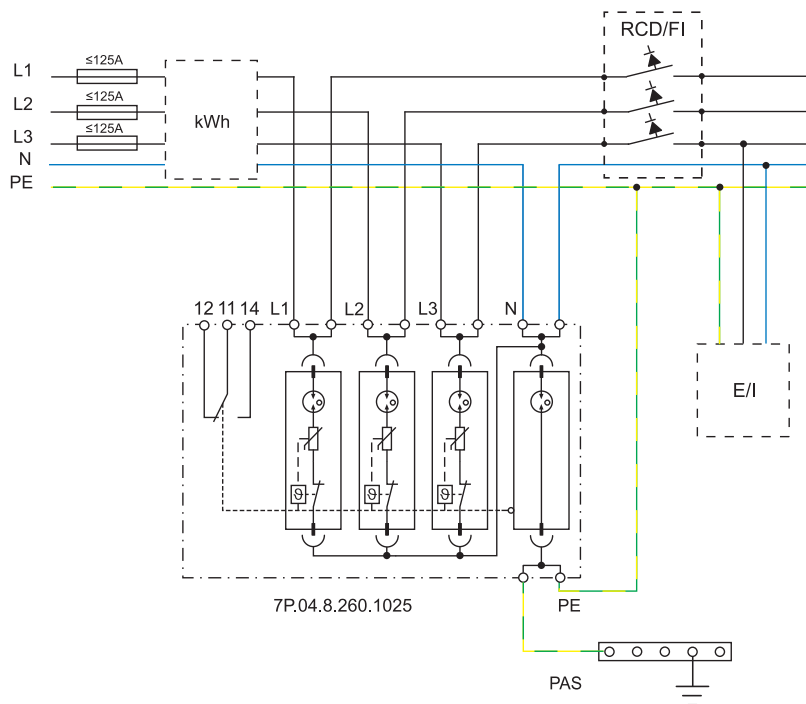 RCD/FI
≤125A
L1
≤125A
L2
kWh
≤125A
L3
N
PE
12 11 14 L1 L2 L3 N
E/I
ϑ ϑ ϑ
7P.04.8.260.1025 PE
PAS